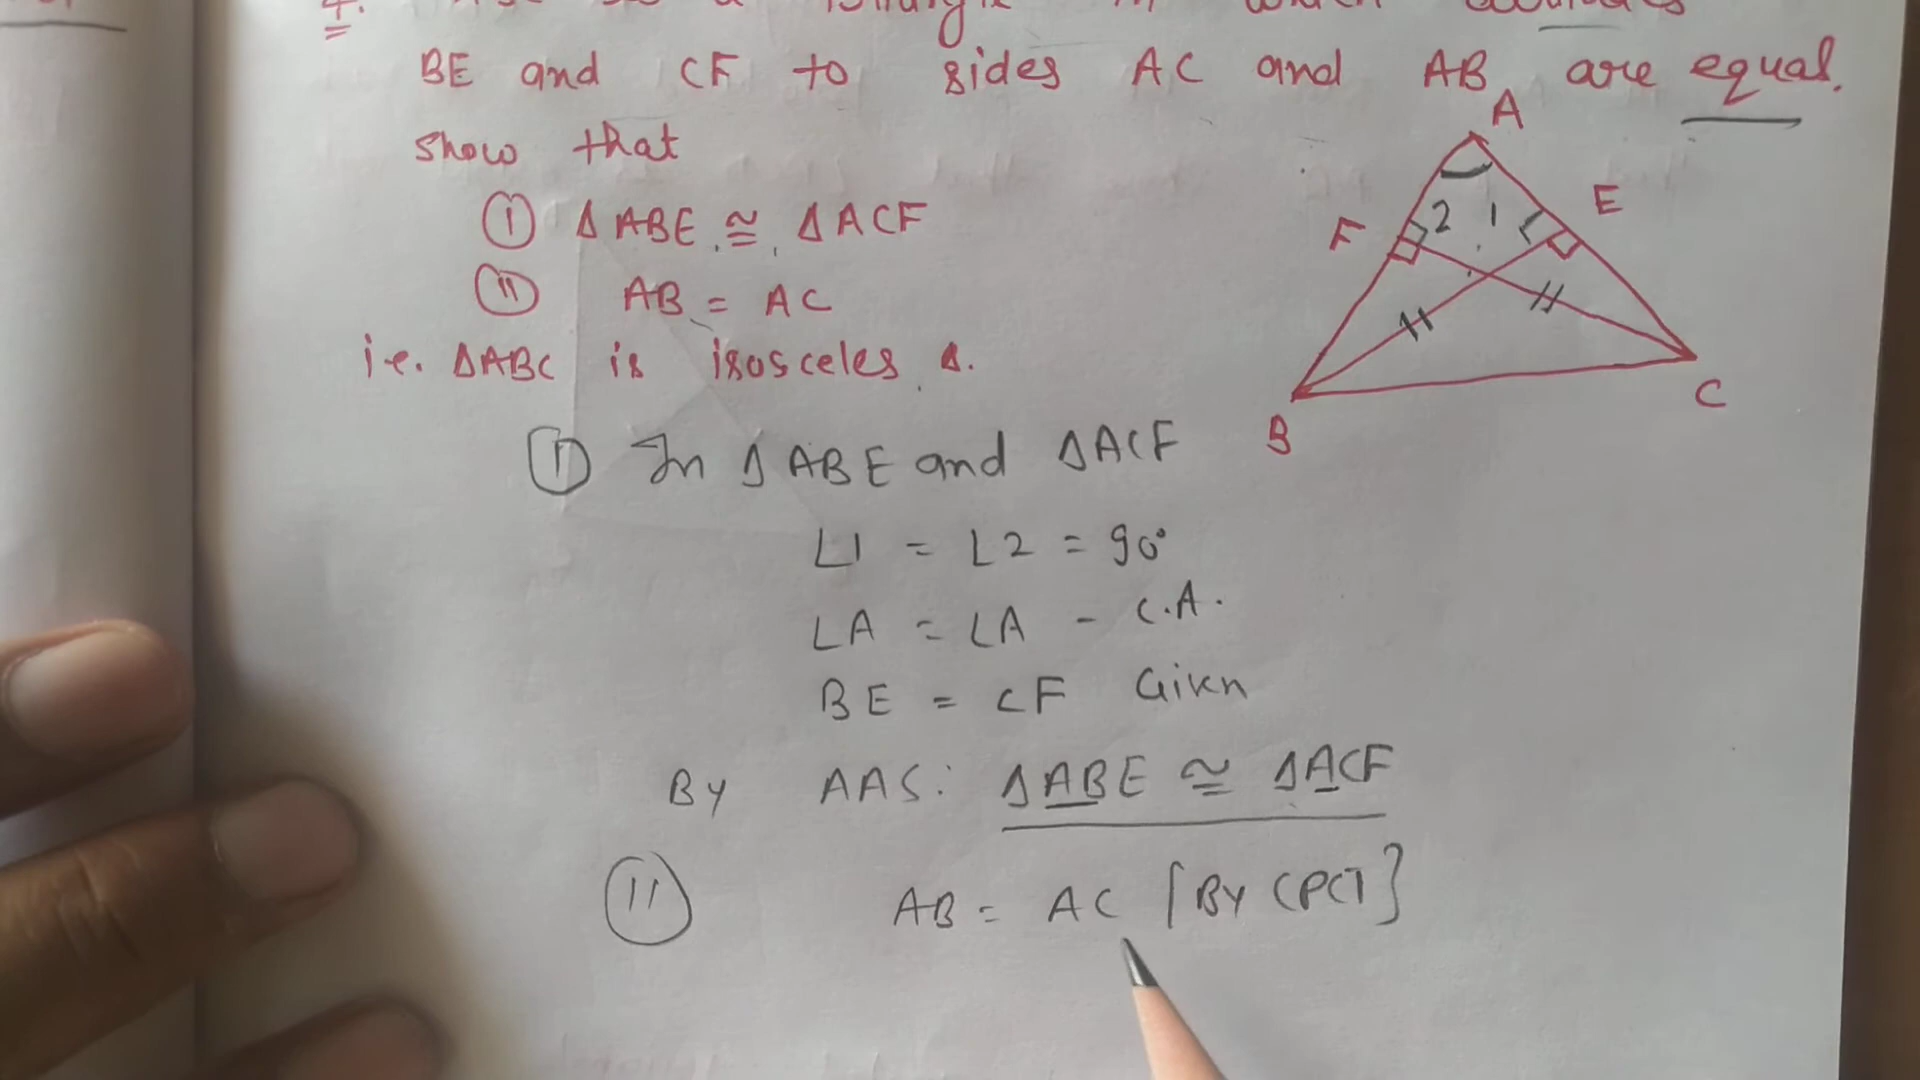 4.
BE and CF to sides AC and AB are equal.
show that
(I) ΔABE ≅ ΔACF
(II) AB = AC
i.e. ΔABC is isosceles Δ.
A
E
F
2 1
B
C
(I) In ΔABE and ΔACF
∠1 = ∠2 = 90°
∠A = ∠A - C.A.
BE = CF Given
By AAS: ΔABE ≅ ΔACF
(II) AB = AC [By CPCT]